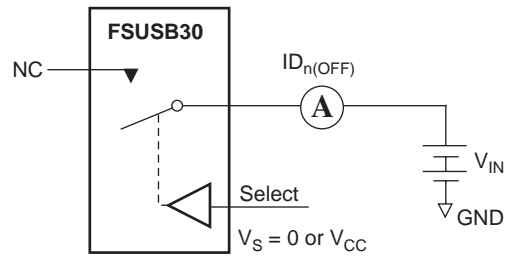 FSUSB30
NC
ID_n(OFF)
A
V_IN
GND
Select
V_S = 0 or V_CC